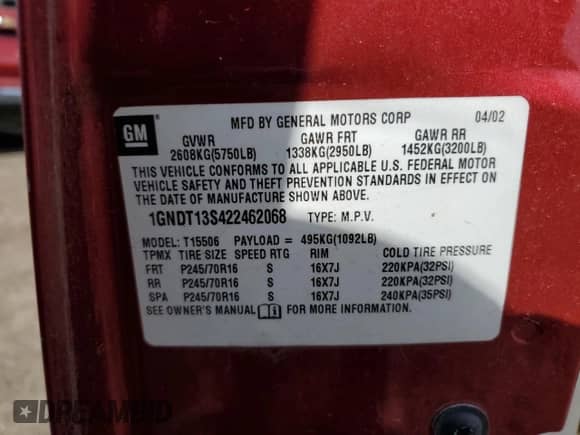 GM
MFD BY GENERAL MOTORS CORP 04/02
GVWR GAWR FRT GAWR RR
2608KG(5750LB) 1338KG(2950LB) 1452KG(3200LB)
THIS VEHICLE CONFORMS TO ALL APPLICABLE U.S. FEDERAL MOTOR
VEHICLE SAFETY AND THEFT PREVENTION STANDARDS IN EFFECT ON
THE DATE OF MANUFACTURE SHOWN ABOVE.
1GNDT13S422462068 TYPE: M.P.V.
MODEL: T15506 PAYLOAD = 495KG(1092LB)
TPMX TIRE SIZE SPEED RTG RIM COLD TIRE PRESSURE
FRT P245/70R16 S 16X7J 220KPA(32PSI)
RR P245/70R16 S 16X7J 220KPA(32PSI)
SPA P245/70R16 S 16X7J 240KPA(35PSI)
SEE OWNER'S MANUAL FOR MORE INFORMATION.
DREAMBID